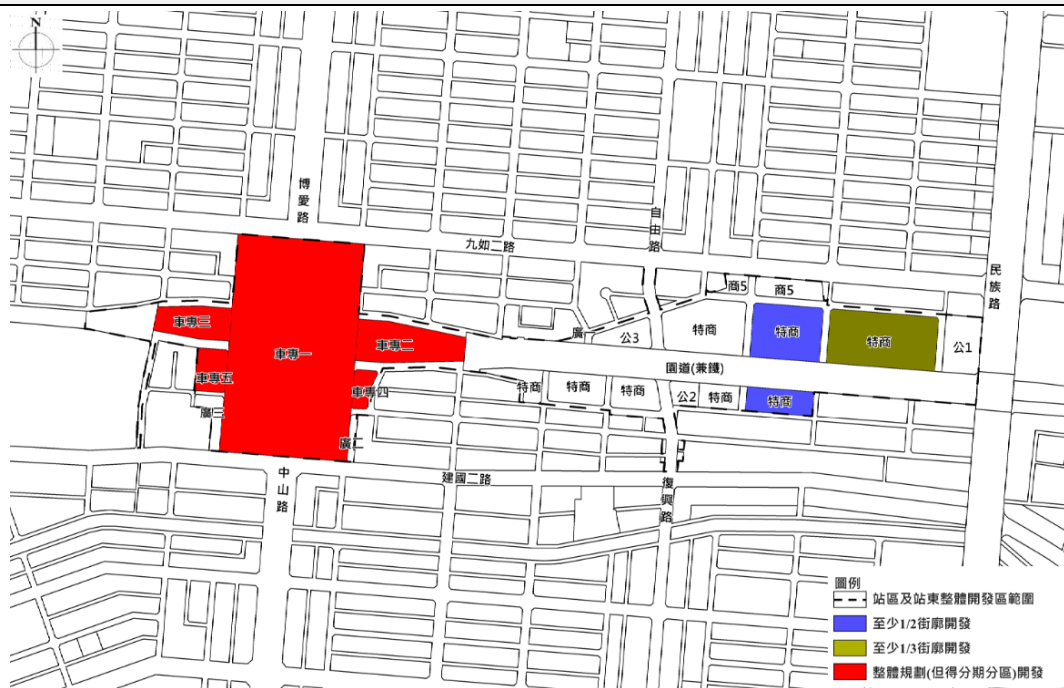 N
博愛路
自由路
九如二路
民族路
商5
商5
車專三
廣
公3
特商
特商
特商
公1
車專一
車專二
園道(兼鐵)
車專五
車專四
特商
特商
特商
公2
特商
特商
廣三
廣二
中山路
建國二路
復興路
圖例
站區及站東整體開發區範圍
至少1/2街廓開發
至少1/3街廓開發
整體規劃(但得分期分區)開發